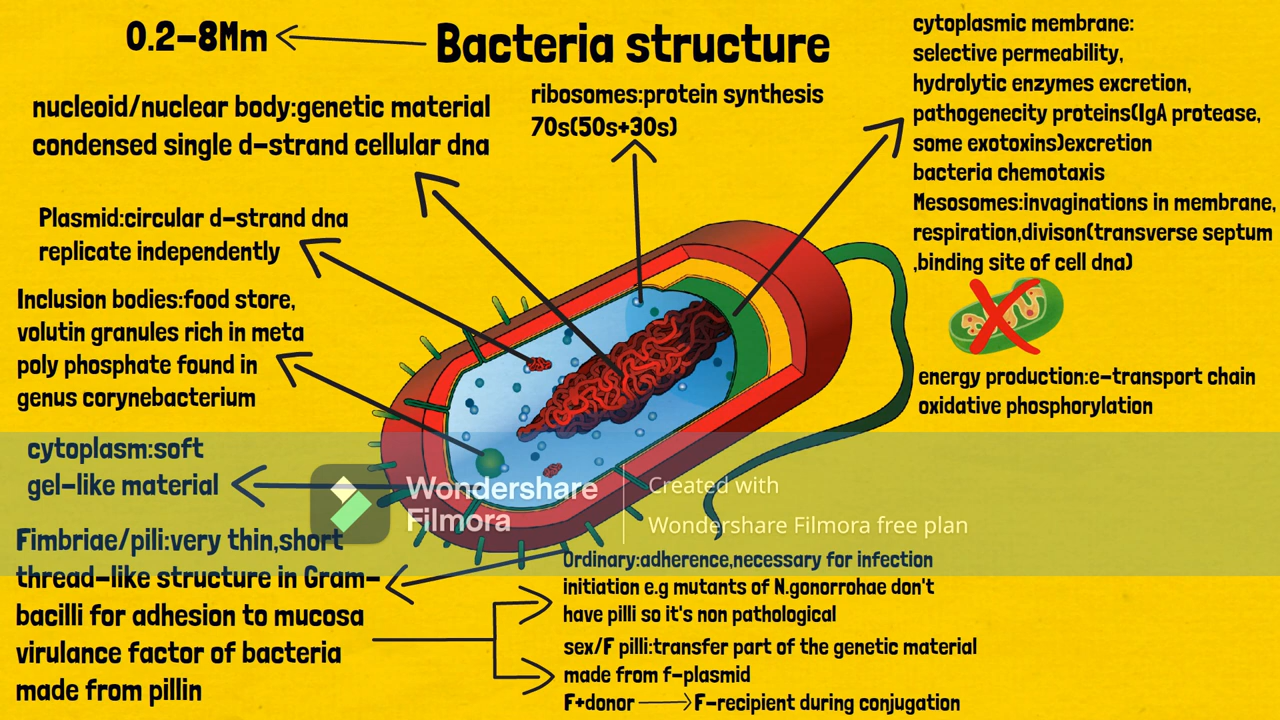 0.2-8Mm
Bacteria structure
nucleoid/nuclear body:genetic material
condensed single d-strand cellular dna
ribosomes:protein synthesis
70s(50s+30s)
cytoplasmic membrane:
selective permeability,
hydrolytic enzymes excretion,
pathogenecity proteins(IgA protease,
some exotoxins)excretion
bacteria chemotaxis
Mesosomes:invaginations in membrane,
respiration,divison(transverse septum
,binding site of cell dna)
energy production:e-transport chain
oxidative phosphorylation
Plasmid:circular d-strand dna
replicate independently
Inclusion bodies:food store,
volutin granules rich in meta
poly phosphate found in
genus corynebacterium
cytoplasm:soft
gel-like material
Fimbriae/pili:very thin,short
thread-like structure in Gram-
bacilli for adhesion to mucosa
virulance factor of bacteria
made from pillin
Ordinary:adherence,necessary for infection
initiation e.g mutants of N.gonorrohae don't
have pilli so it's non pathological
sex/F pilli:transfer part of the genetic material
made from f-plasmid
F+donor ⟶F-recipient during conjugation
Wondershare
Filmora
Created with
Wondershare Filmora free plan